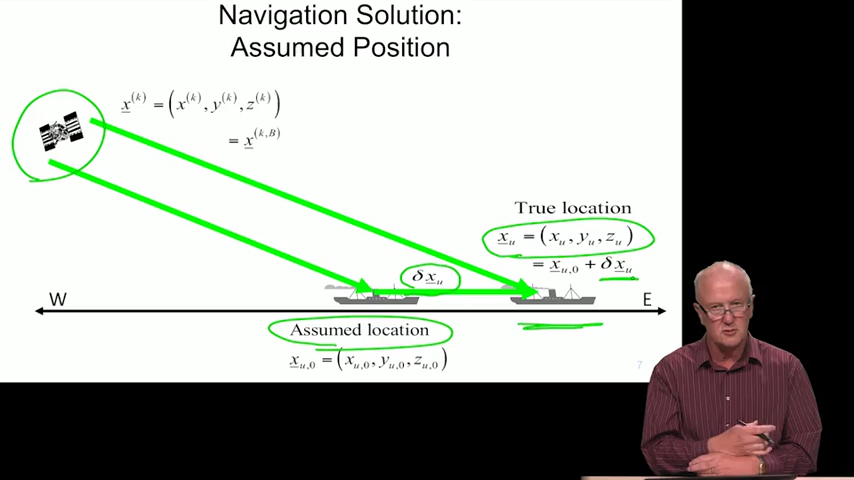 Navigation Solution:
Assumed Position
x^(k) = (x^(k), y^(k), z^(k))
= x^(k,B)
True location
x_u = (x_u, y_u, z_u)
= x_u,0 + δx_u
δx_u
W
E
Assumed location
x_u,0 = (x_u,0, y_u,0, z_u,0)
7